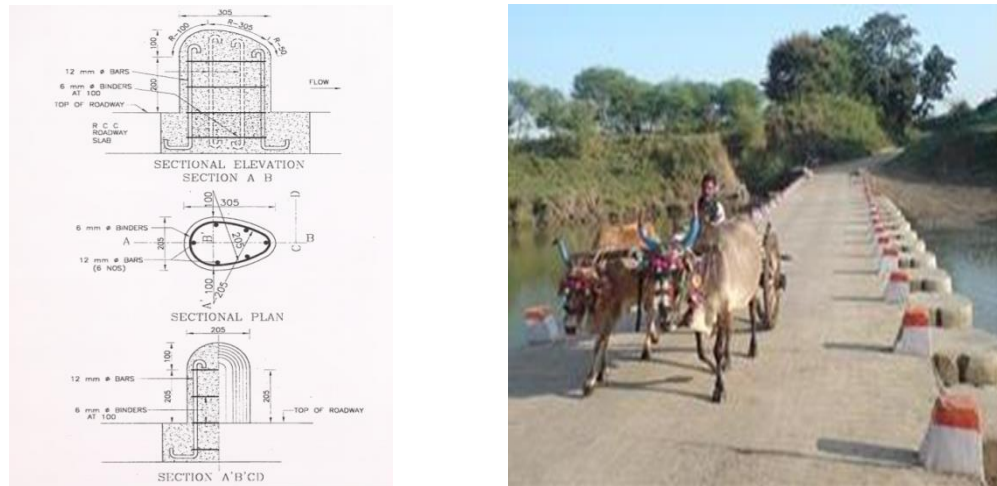 305
R-100
R-305
R-50
100
200
12 mm ø BARS
6 mm ø BINDERS
AT 100
FLOW
TOP OF ROADWAY
R C C
ROADWAY
SLAB
SECTIONAL ELEVATION
SECTION A B
100
305
D
6 mm ø BINDERS
205
A
B'
205
C
B
12 mm ø BARS
(6 NOS)
100
A'
205
SECTIONAL PLAN
205
100
12 mm ø BARS
205
205
6 mm ø BINDERS
AT 100
TOP OF ROADWAY
SECTION A'B'CD